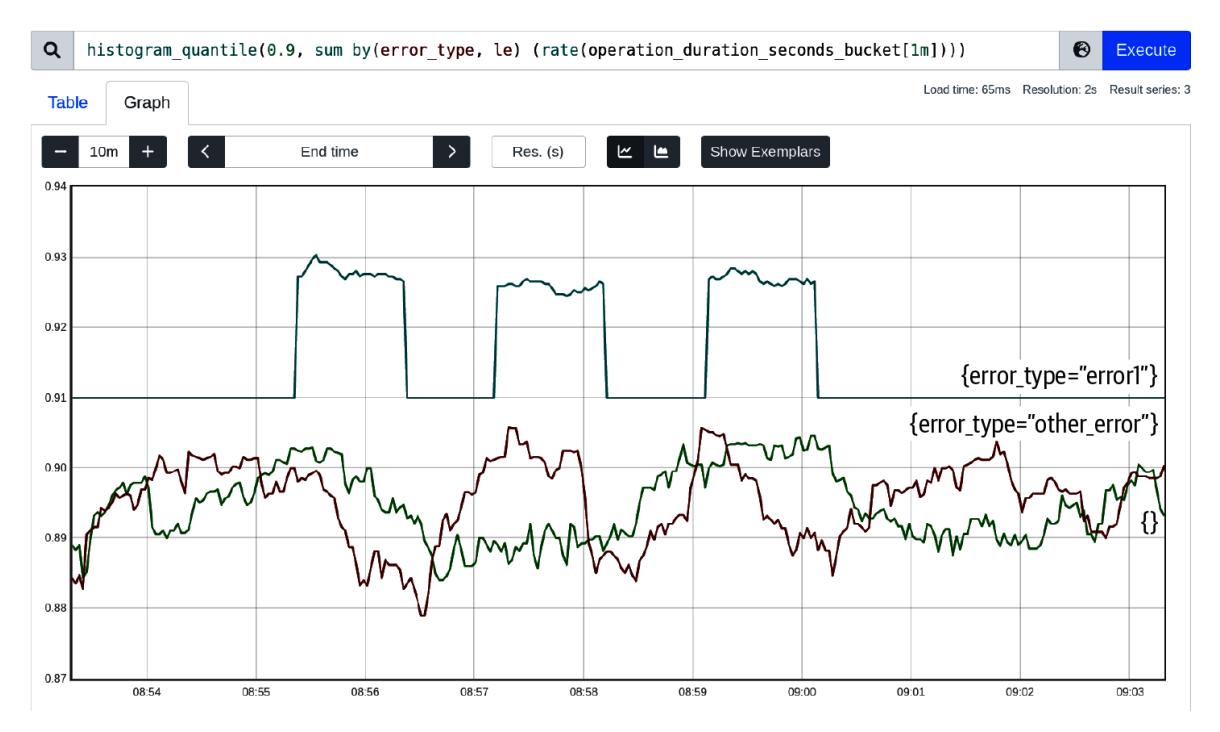 histogram_quantile(0.9, sum by(error_type, le) (rate(operation_duration_seconds_bucket[1m])))
Execute
Load time: 65ms Resolution: 2s Result series: 3
Table Graph
− 10m + < End time > Res. (s) Show Exemplars
0.94
0.93
0.92
0.91
0.90
0.89
0.88
0.87
{error_type="error1"}
{error_type="other_error"}
{}
08:54 08:55 08:56 08:57 08:58 08:59 09:00 09:01 09:02 09:03